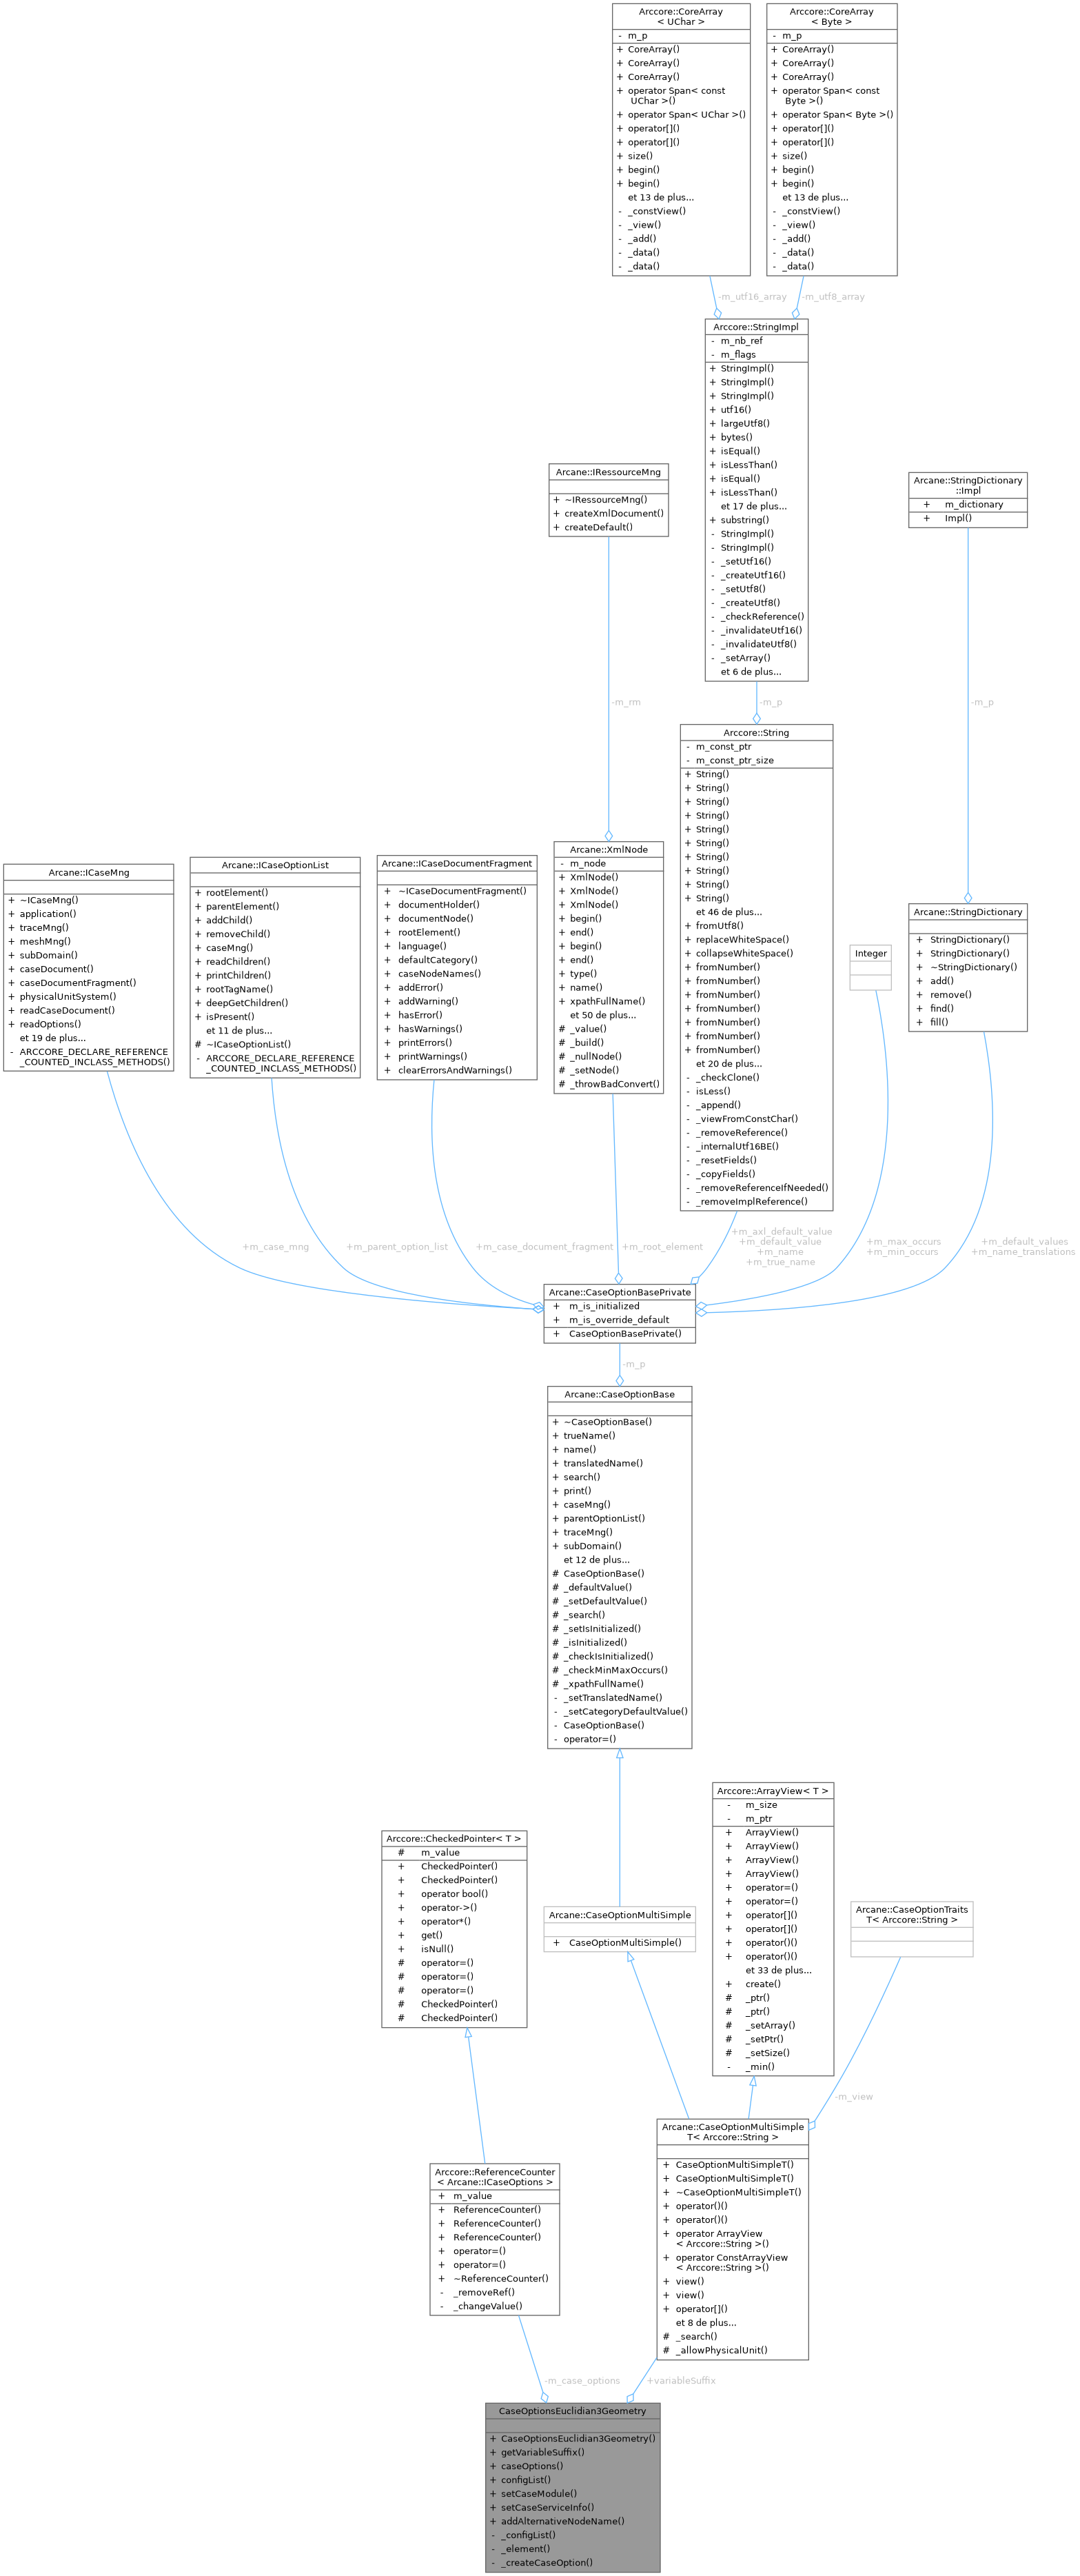 Arccore::CoreArray
< UChar >
- m_p
+ CoreArray()
+ CoreArray()
+ CoreArray()
+ operator Span< const
UChar >()
+ operator Span< UChar >()
+ operator[]()
+ operator[]()
+ size()
+ begin()
+ begin()
et 13 de plus...
- _constView()
- _view()
- _add()
- _data()
- _data()
Arccore::CoreArray
< Byte >
- m_p
+ CoreArray()
+ CoreArray()
+ CoreArray()
+ operator Span< const
Byte >()
+ operator Span< Byte >()
+ operator[]()
+ operator[]()
+ size()
+ begin()
+ begin()
et 13 de plus...
- _constView()
- _view()
- _add()
- _data()
- _data()
-m_utf16_array
-m_utf8_array
Arccore::StringImpl
- m_nb_ref
- m_flags
+ StringImpl()
+ StringImpl()
+ StringImpl()
+ utf16()
+ largeUtf8()
+ bytes()
+ isEqual()
+ isLessThan()
+ isEqual()
+ isLessThan()
et 17 de plus...
+ substring()
- StringImpl()
- StringImpl()
- _setUtf16()
- _createUtf16()
- _setUtf8()
- _createUtf8()
- _checkReference()
- _invalidateUtf16()
- _invalidateUtf8()
- _setArray()
et 6 de plus...
Arcane::IRessourceMng
+ ~IRessourceMng()
+ createXmlDocument()
+ createDefault()
Arcane::StringDictionary
::Impl
+ m_dictionary
+ Impl()
-m_rm
-m_p
-m_p
Arcane::ICaseMng
+ ~ICaseMng()
+ application()
+ traceMng()
+ meshMng()
+ subDomain()
+ caseDocument()
+ caseDocumentFragment()
+ physicalUnitSystem()
+ readCaseDocument()
+ readOptions()
et 19 de plus...
- ARCCORE_DECLARE_REFERENCE
_COUNTED_INCLASS_METHODS()
Arcane::ICaseOptionList
+ rootElement()
+ parentElement()
+ addChild()
+ removeChild()
+ caseMng()
+ readChildren()
+ printChildren()
+ rootTagName()
+ deepGetChildren()
+ isPresent()
et 11 de plus...
# ~ICaseOptionList()
- ARCCORE_DECLARE_REFERENCE
_COUNTED_INCLASS_METHODS()
Arcane::ICaseDocumentFragment
+ ~ICaseDocumentFragment()
+ documentHolder()
+ documentNode()
+ rootElement()
+ language()
+ defaultCategory()
+ caseNodeNames()
+ addError()
+ addWarning()
+ hasError()
+ hasWarnings()
+ printErrors()
+ printWarnings()
+ clearErrorsAndWarnings()
Arcane::XmlNode
- m_node
+ XmlNode()
+ XmlNode()
+ XmlNode()
+ begin()
+ end()
+ begin()
+ end()
+ type()
+ name()
+ xpathFullName()
et 50 de plus...
# _value()
# _build()
# _nullNode()
# _setNode()
# _throwBadConvert()
Arccore::String
- m_const_ptr
- m_const_ptr_size
+ String()
+ String()
+ String()
+ String()
+ String()
+ String()
+ String()
+ String()
+ String()
+ String()
et 46 de plus...
+ fromUtf8()
+ replaceWhiteSpace()
+ collapseWhiteSpace()
+ fromNumber()
+ fromNumber()
+ fromNumber()
+ fromNumber()
+ fromNumber()
+ fromNumber()
+ fromNumber()
et 20 de plus...
- _checkClone()
- isLess()
- _append()
- _viewFromConstChar()
- _removeReference()
- _internalUtf16BE()
- _resetFields()
- _copyFields()
- _removeReferenceIfNeeded()
- _removeImplReference()
Integer
Arcane::StringDictionary
+ StringDictionary()
+ StringDictionary()
+ ~StringDictionary()
+ add()
+ remove()
+ find()
+ fill()
+m_case_mng
+m_parent_option_list
+m_case_document_fragment
+m_root_element
+m_axl_default_value
+m_default_value
+m_name
+m_true_name
+m_max_occurs
+m_min_occurs
+m_default_values
+m_name_translations
Arcane::CaseOptionBasePrivate
+ m_is_initialized
+ m_is_override_default
+ CaseOptionBasePrivate()
-m_p
Arcane::CaseOptionBase
+ ~CaseOptionBase()
+ trueName()
+ name()
+ translatedName()
+ search()
+ print()
+ caseMng()
+ parentOptionList()
+ traceMng()
+ subDomain()
et 12 de plus...
# CaseOptionBase()
# _defaultValue()
# _setDefaultValue()
# _search()
# _setIsInitialized()
# _isInitialized()
# _checkIsInitialized()
# _checkMinMaxOccurs()
# _xpathFullName()
- _setTranslatedName()
- _setCategoryDefaultValue()
- CaseOptionBase()
- operator=()
Arccore::CheckedPointer< T >
# m_value
+ CheckedPointer()
+ CheckedPointer()
+ operator bool()
+ operator->()
+ operator*()
+ get()
+ isNull()
# operator=()
# operator=()
# operator=()
# CheckedPointer()
# CheckedPointer()
Arcane::CaseOptionMultiSimple
+ CaseOptionMultiSimple()
Arccore::ArrayView< T >
- m_size
- m_ptr
+ ArrayView()
+ ArrayView()
+ ArrayView()
+ ArrayView()
+ operator=()
+ operator=()
+ operator[]()
+ operator[]()
+ operator()()
+ operator()()
et 33 de plus...
+ create()
# _ptr()
# _ptr()
# _setArray()
# _setPtr()
# _setSize()
- _min()
Arcane::CaseOptionTraits
T< Arccore::String >
-m_view
Arccore::ReferenceCounter
< Arcane::ICaseOptions >
+ m_value
+ ReferenceCounter()
+ ReferenceCounter()
+ ReferenceCounter()
+ operator=()
+ operator=()
+ ~ReferenceCounter()
- _removeRef()
- _changeValue()
Arcane::CaseOptionMultiSimple
T< Arccore::String >
+ CaseOptionMultiSimpleT()
+ CaseOptionMultiSimpleT()
+ ~CaseOptionMultiSimpleT()
+ operator()()
+ operator()()
+ operator ArrayView
< Arccore::String >()
+ operator ConstArrayView
< Arccore::String >()
+ view()
+ view()
+ operator[]()
et 8 de plus...
# _search()
# _allowPhysicalUnit()
-m_case_options
+variableSuffix
CaseOptionsEuclidian3Geometry
+ CaseOptionsEuclidian3Geometry()
+ getVariableSuffix()
+ caseOptions()
+ configList()
+ setCaseModule()
+ setCaseServiceInfo()
+ addAlternativeNodeName()
- _configList()
- _element()
- _createCaseOption()